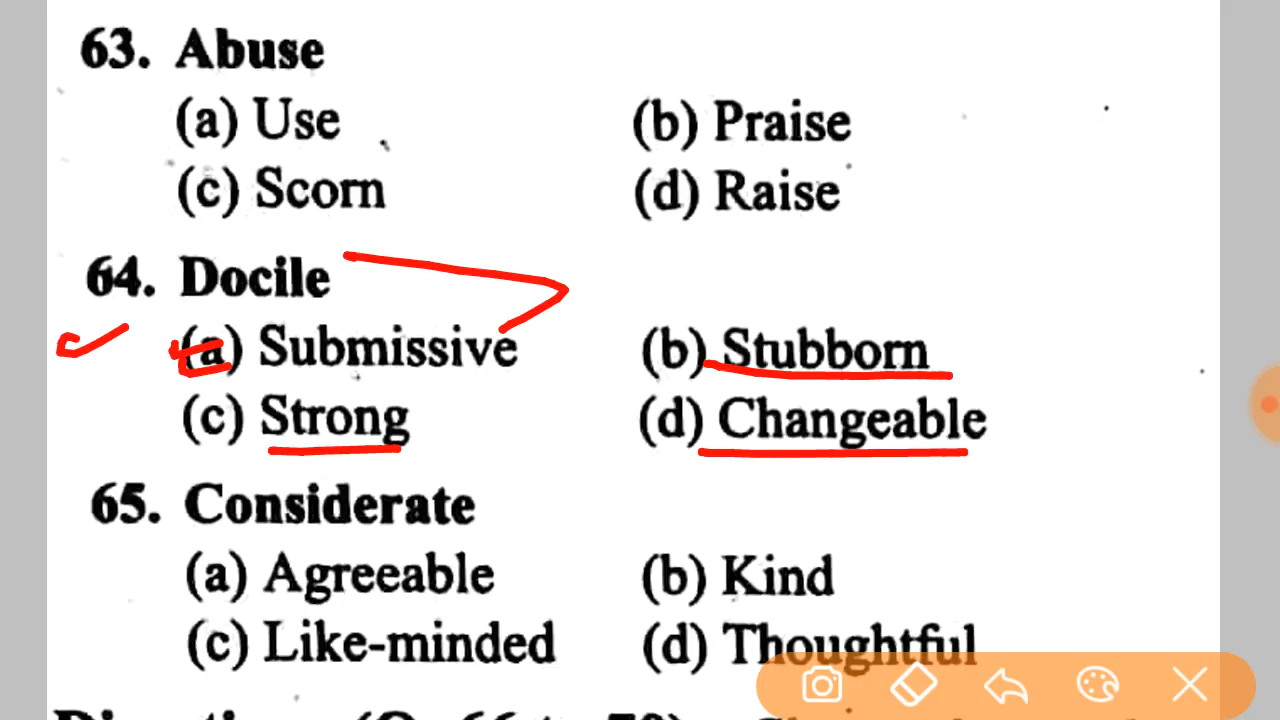 63. Abuse
(a) Use (b) Praise
(c) Scorn (d) Raise
64. Docile
(a) Submissive (b) Stubborn
(c) Strong (d) Changeable
65. Considerate
(a) Agreeable (b) Kind
(c) Like-minded (d) Thoughtful